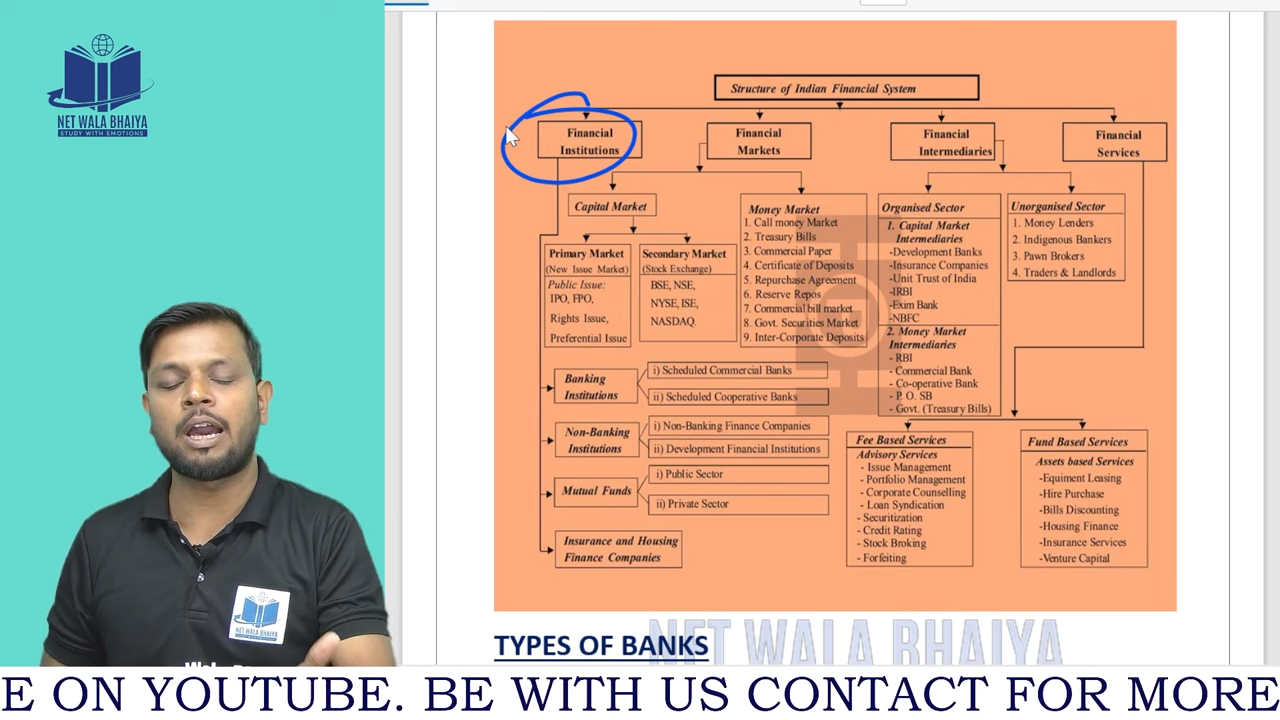 NET WALA BHAIYA
STUDY WITH EMOTIONS
Structure of Indian Financial System
Financial
Institutions
Financial
Markets
Financial
Intermediaries
Financial
Services
Capital Market
Primary Market
(New Issue Market)
Public Issue:
IPO, FPO,
Rights Issue,
Preferential Issue
Secondary Market
(Stock Exchange)
BSE, NSE,
NYSE, ISE,
NASDAQ.
Money Market
1. Call money Market
2. Treasury Bills
3. Commercial Paper
4. Certificate of Deposits
5. Repurchase Agreement
6. Reserve Repos
7. Commercial bill market
8. Govt. Securities Market
9. Inter-Corporate Deposits
Organised Sector
1. Capital Market
Intermediaries
-Development Banks
-Insurance Companies
-Unit Trust of India
-IRBI
-Exim Bank
-NBFC
2. Money Market
Intermediaries
- RBI
- Commercial Bank
- Co-operative Bank
- P. O. SB
- Govt. (Treasury Bills)
Unorganised Sector
1. Money Lenders
2. Indigenous Bankers
3. Pawn Brokers
4. Traders & Landlords
Banking
Institutions
i) Scheduled Commercial Banks
ii) Scheduled Cooperative Banks
Non-Banking
Institutions
i) Non-Banking Finance Companies
ii) Development Financial Institutions
Mutual Funds
i) Public Sector
ii) Private Sector
Insurance and Housing
Finance Companies
Fee Based Services
Advisory Services
- Issue Management
- Portfolio Management
- Corporate Counselling
- Loan Syndication
- Securitization
- Credit Rating
- Stock Broking
- Forfeiting
Fund Based Services
Assets based Services
-Equiment Leasing
-Hire Purchase
-Bills Discounting
-Housing Finance
-Insurance Services
-Venture Capital
TYPES OF BANKS
NET WALA BHAIYA
NET WALA BHAIYA
E ON YOUTUBE. BE WITH US CONTACT FOR MORE